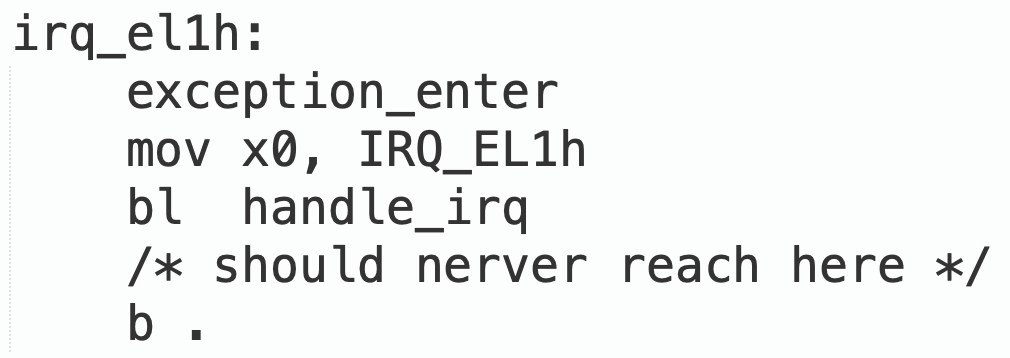 irq_el1h:
    exception_enter
    mov x0, IRQ_EL1h
    bl  handle_irq
    /* should nerver reach here */
    b .